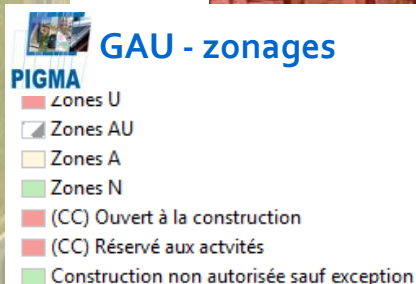 GAU - zonages
PIGMA
Zones U
Zones AU
Zones A
Zones N
(CC) Ouvert à la construction
(CC) Réservé aux actvités
Construction non autorisée sauf exception